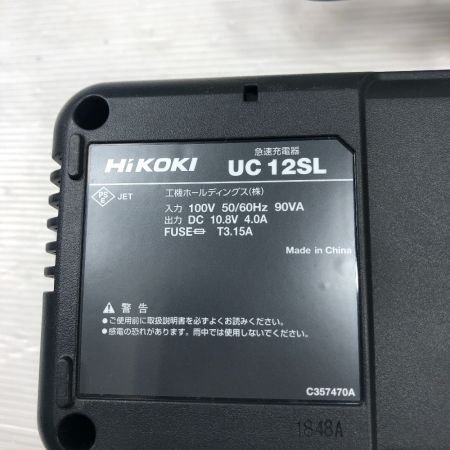 急速充電器
HiKOKI UC 12SL
PS E JET
工機ホールディングス(株)
入力 100V 50/60Hz 90VA
出力 DC 10.8V 4.0A
FUSE T3.15A
Made in China
警告
●ご使用前に取扱説明書を必ずよくお読みください。
●感電の恐れがあります。雨中では使用しないでください。
C357470A
1848A